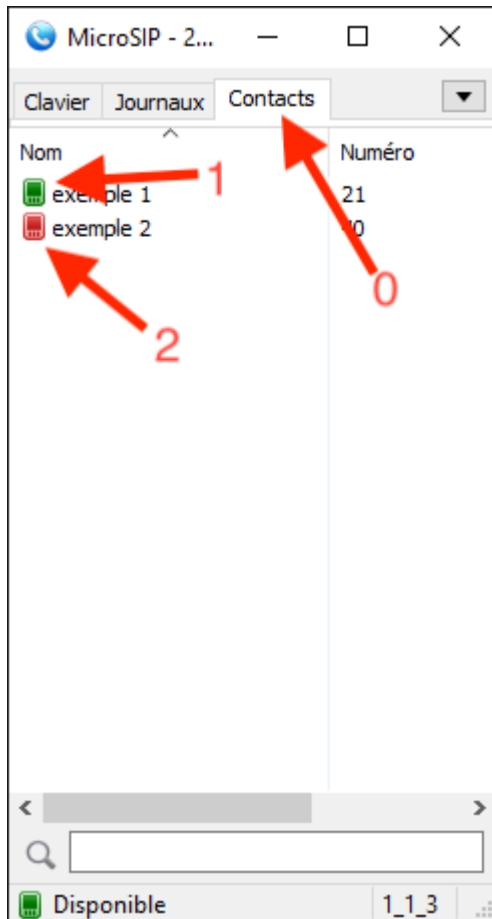 MicroSIP - 2...
Clavier Journaux Contacts
Nom Numéro
1
exemple 1 21
exemple 2
0
2
Disponible 1_1_3